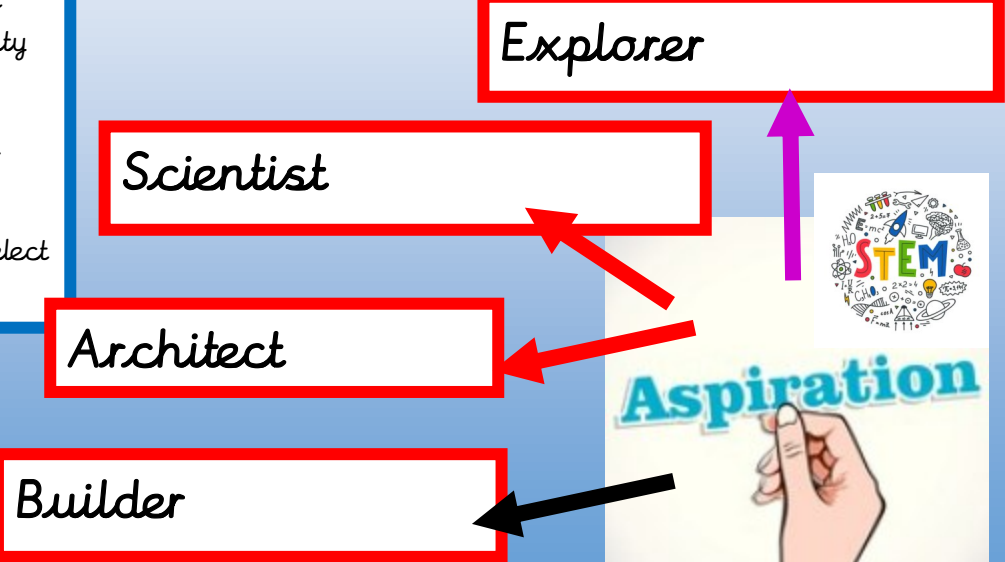 Explorer
Scientist
Architect
Builder
STEM
Aspiration